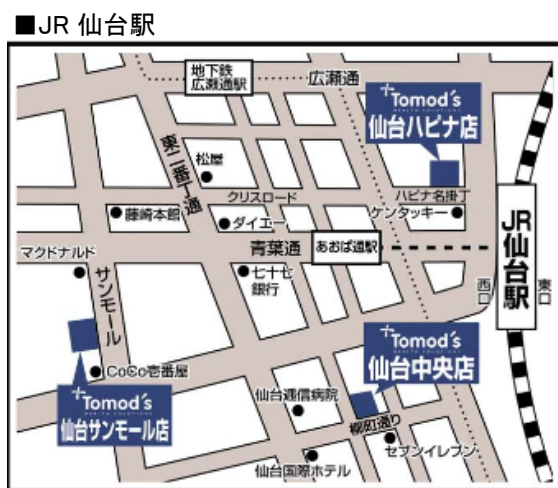 ■JR 仙台駅
地下鉄
広瀬通駅
広瀬通
Tomod's
仙台ハピナ店
東二番丁通
松屋
クリスロード
ハピナ名掛丁
藤崎本館
ダイエー
ケンタッキー
青葉通
あおば通駅
JR仙台駅
西口
東口
マクドナルド
サンモール
七十七
銀行
Tomod's
仙台中央店
CoCo壱番屋
Tomod's
仙台サンモール店
仙台逓信病院
柳町通り
セブンイレブン
仙台国際ホテル